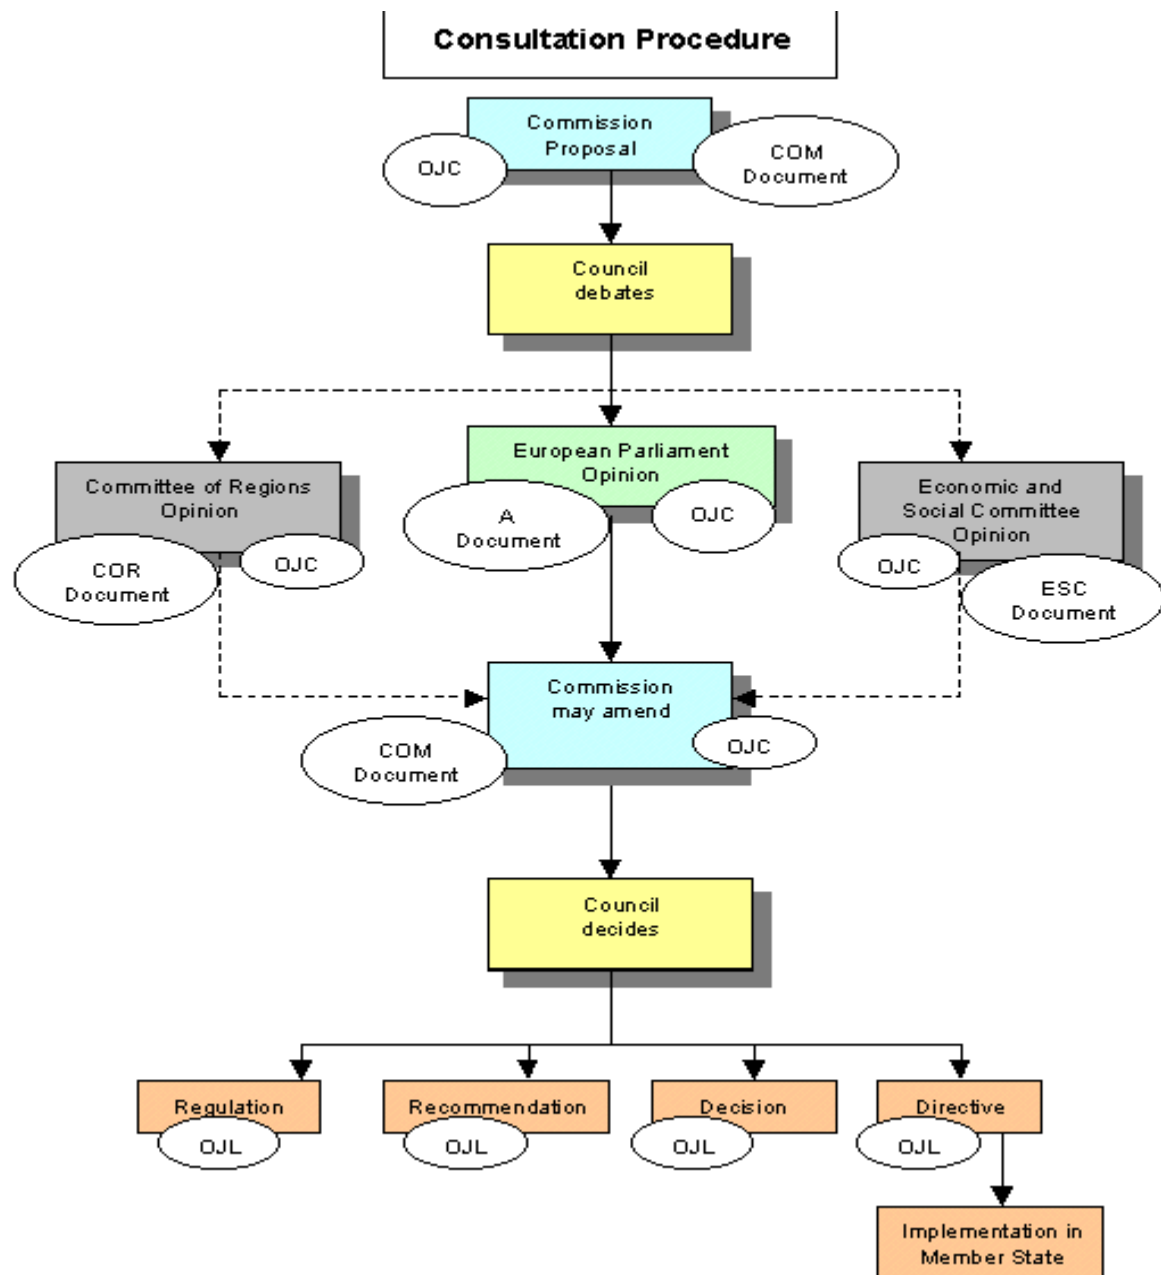 Consultation Procedure
Commission
Proposal
OJC
COM
Document
Council
debates
European Parliament
Opinion
A
Document
OJC
Committee of Regions
Opinion
COR
Document
OJC
Economic and
Social Committee
Opinion
OJC
ESC
Document
Commission
may amend
COM
Document
OJC
Council
decides
Regulation
OJL
Recommendation
OJL
Decision
OJL
Directive
OJL
Implementation in
Member State